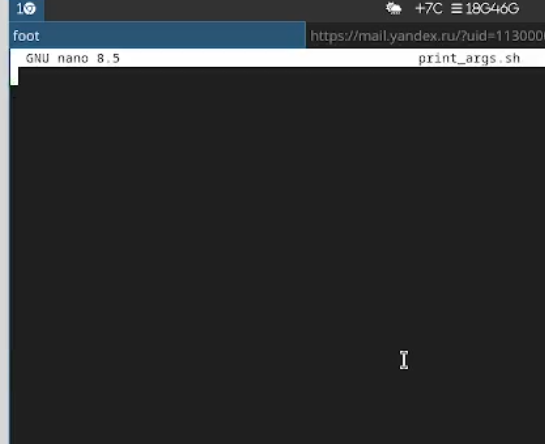 1 +7C 18G46G
foot https://mail.yandex.ru/?uid=113000
GNU nano 8.5 print_args.sh